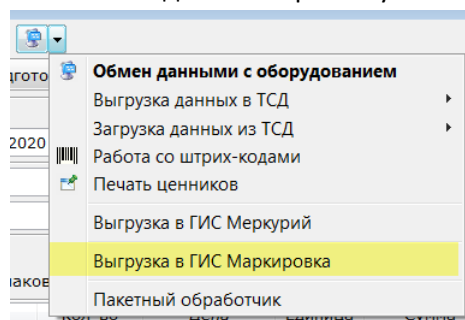 Обмен данными с оборудованием
Выгрузка данных в ТСД
2020
Загрузка данных из ТСД
Работа со штрих-кодами
Печать ценников
Выгрузка в ГИС Меркурий
Выгрузка в ГИС Маркировка
Пакетный обработчик